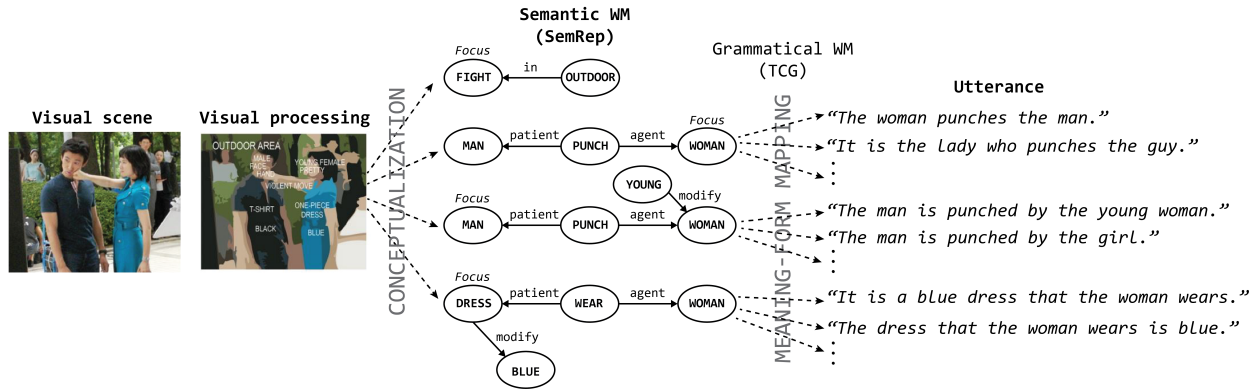 Semantic WM
(SemRep)
Grammatical WM
(TCG)
Utterance
Visual scene
Visual processing
OUTDOOR AREA
MALE
FACE
HAND
YOUNG FEMALE
PRETTY
VIOLENT MOVE
T-SHIRT
BLACK
ONE-PIECE
DRESS
BLUE
CONCEPTUALIZATION
Focus
FIGHT
in
OUTDOOR
MAN
patient
PUNCH
agent
Focus
WOMAN
YOUNG
modify
Focus
MAN
patient
PUNCH
agent
WOMAN
Focus
DRESS
patient
WEAR
agent
WOMAN
modify
BLUE
MEANING-FORM MAPPING
“The woman punches the man.”
“It is the Lady who punches the guy.”
“The man is punched by the young woman.”
“The man is punched by the girl.”
“It is a blue dress that the woman wears.”
“The dress that the woman wears is blue.”